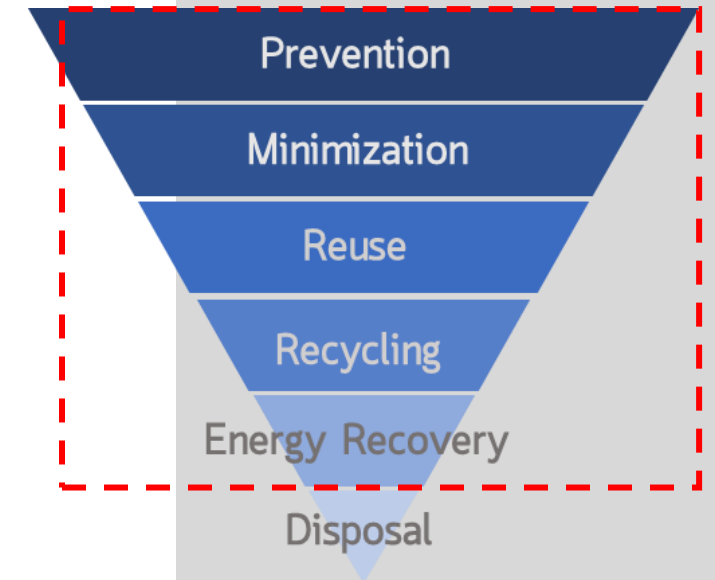 Prevention
Minimization
Reuse
Recycling
Energy Recovery
Disposal